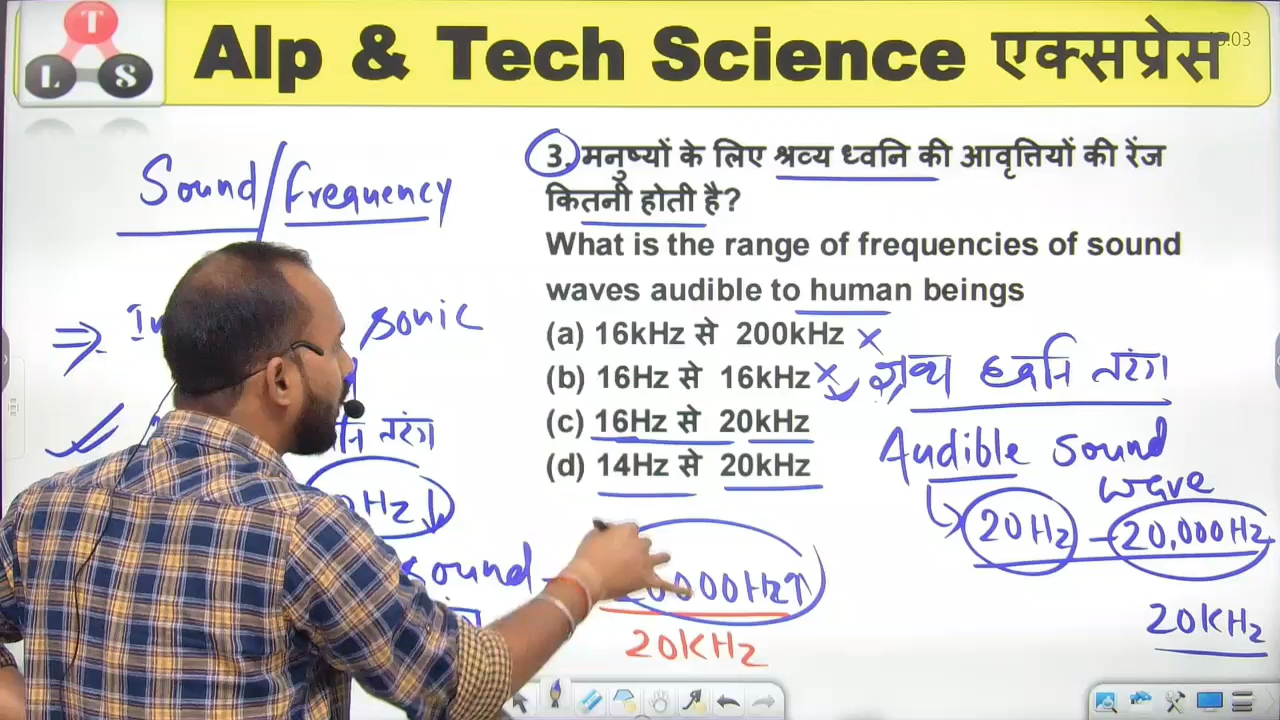 T
L S
Alp & Tech Science एक्सप्रेस
Sound/frequency
3. मनुष्यों के लिए श्रव्य ध्वनि की आवृत्तियों की रेंज
कितनी होती है?
What is the range of frequencies of sound
waves audible to human beings
(a) 16kHz से 200kHz ×
(b) 16Hz से 16kHz ×
(c) 16Hz से 20kHz
(d) 14Hz से 20kHz
sonic
तरंग
Hz↓
sound
000Hz↑
20kHz
श्रव्य ध्वनि तरंग
Audible sound
wave
20Hz - 20,000Hz
20kHz